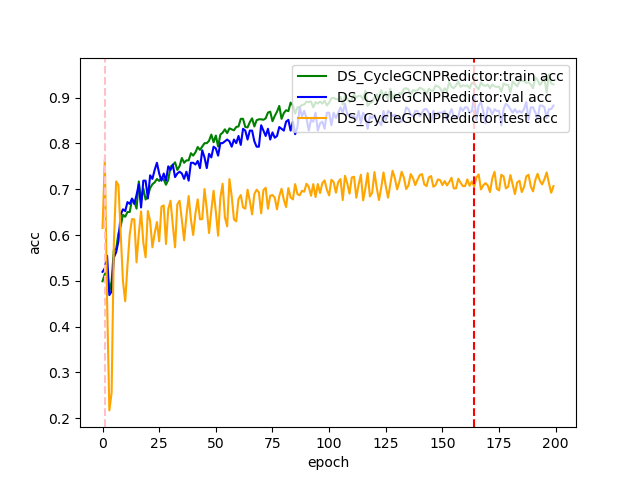 DS_CycleGCNPRedictor:train acc
DS_CycleGCNPRedictor:val acc
DS_CycleGCNPRedictor:test acc
acc
0.9
0.8
0.7
0.6
0.5
0.4
0.3
0.2
0 25 50 75 100 125 150 175 200
epoch